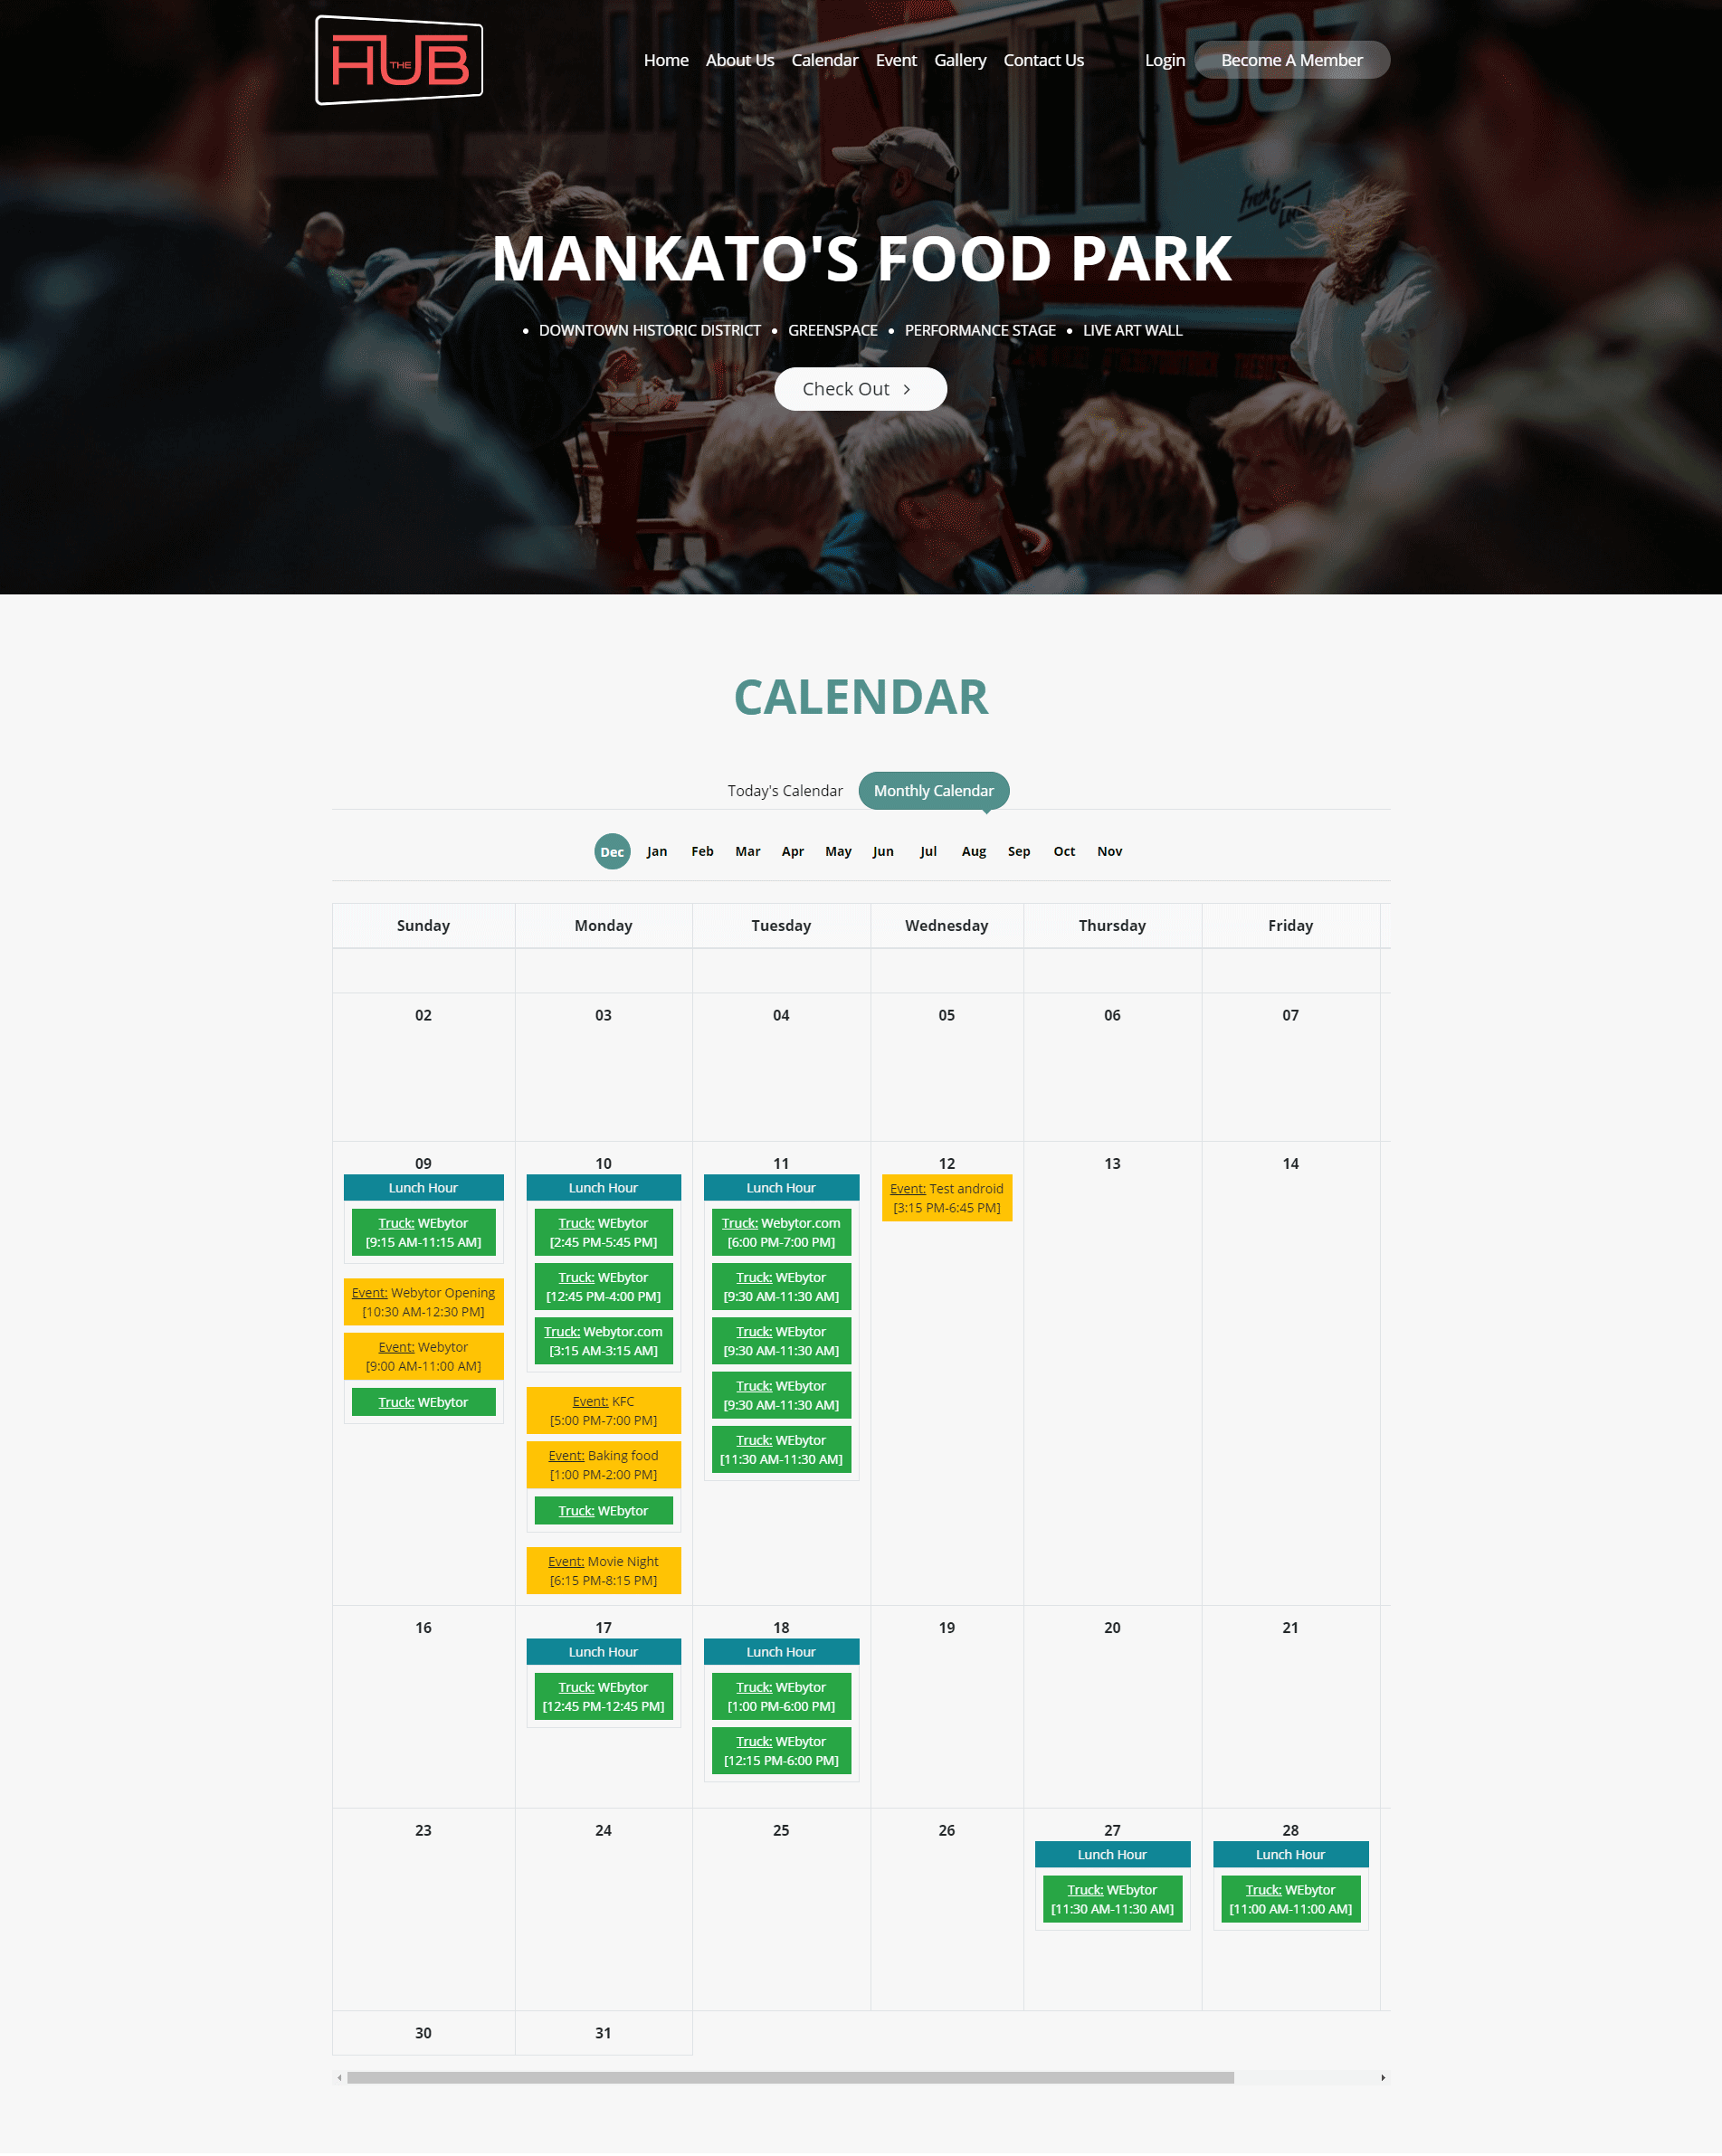 THE HUB
Home About Us Calendar Event Gallery Contact Us Login Become A Member
507
Fresh & Local
MANKATO'S FOOD PARK
• DOWNTOWN HISTORIC DISTRICT • GREENSPACE • PERFORMANCE STAGE • LIVE ART WALL
Check Out >
CALENDAR
Today's Calendar Monthly Calendar
Dec Jan Feb Mar Apr May Jun Jul Aug Sep Oct Nov
Sunday Monday Tuesday Wednesday Thursday Friday
02 03 04 05 06 07
09
Lunch Hour
Truck: WEbytor
[9:15 AM-11:15 AM]
Event: Webytor Opening
[10:30 AM-12:30 PM]
Event: Webytor
[9:00 AM-11:00 AM]
Truck: WEbytor
10
Lunch Hour
Truck: WEbytor
[2:45 PM-5:45 PM]
Truck: WEbytor
[12:45 PM-4:00 PM]
Truck: Webytor.com
[3:15 AM-3:15 AM]
Event: KFC
[5:00 PM-7:00 PM]
Event: Baking food
[1:00 PM-2:00 PM]
Truck: WEbytor
Event: Movie Night
[6:15 PM-8:15 PM]
11
Lunch Hour
Truck: Webytor.com
[6:00 PM-7:00 PM]
Truck: WEbytor
[9:30 AM-11:30 AM]
Truck: WEbytor
[9:30 AM-11:30 AM]
Truck: WEbytor
[9:30 AM-11:30 AM]
Truck: WEbytor
[11:30 AM-11:30 AM]
12
Event: Test android
[3:15 PM-6:45 PM]
13
14
16
17
Lunch Hour
Truck: WEbytor
[12:45 PM-12:45 PM]
18
Lunch Hour
Truck: WEbytor
[1:00 PM-6:00 PM]
Truck: WEbytor
[12:15 PM-6:00 PM]
19
20
21
23
24
25
26
27
Lunch Hour
Truck: WEbytor
[11:30 AM-11:30 AM]
28
Lunch Hour
Truck: WEbytor
[11:00 AM-11:00 AM]
30
31